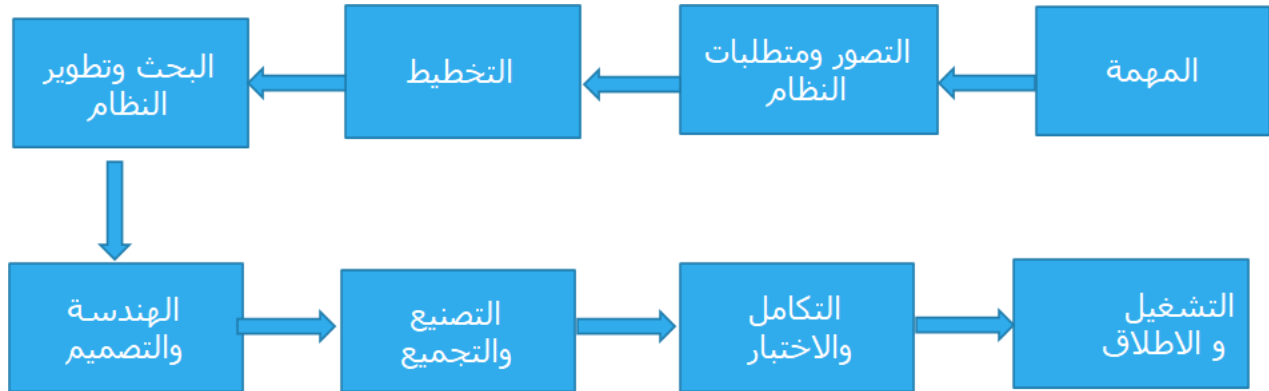 المهمة
التصور ومتطلبات
النظام
التخطيط
البحث وتطوير
النظام
الهندسة
والتصميم
التصنيع
والتجميع
التكامل
والاختبار
التشغيل
و الاطلاق